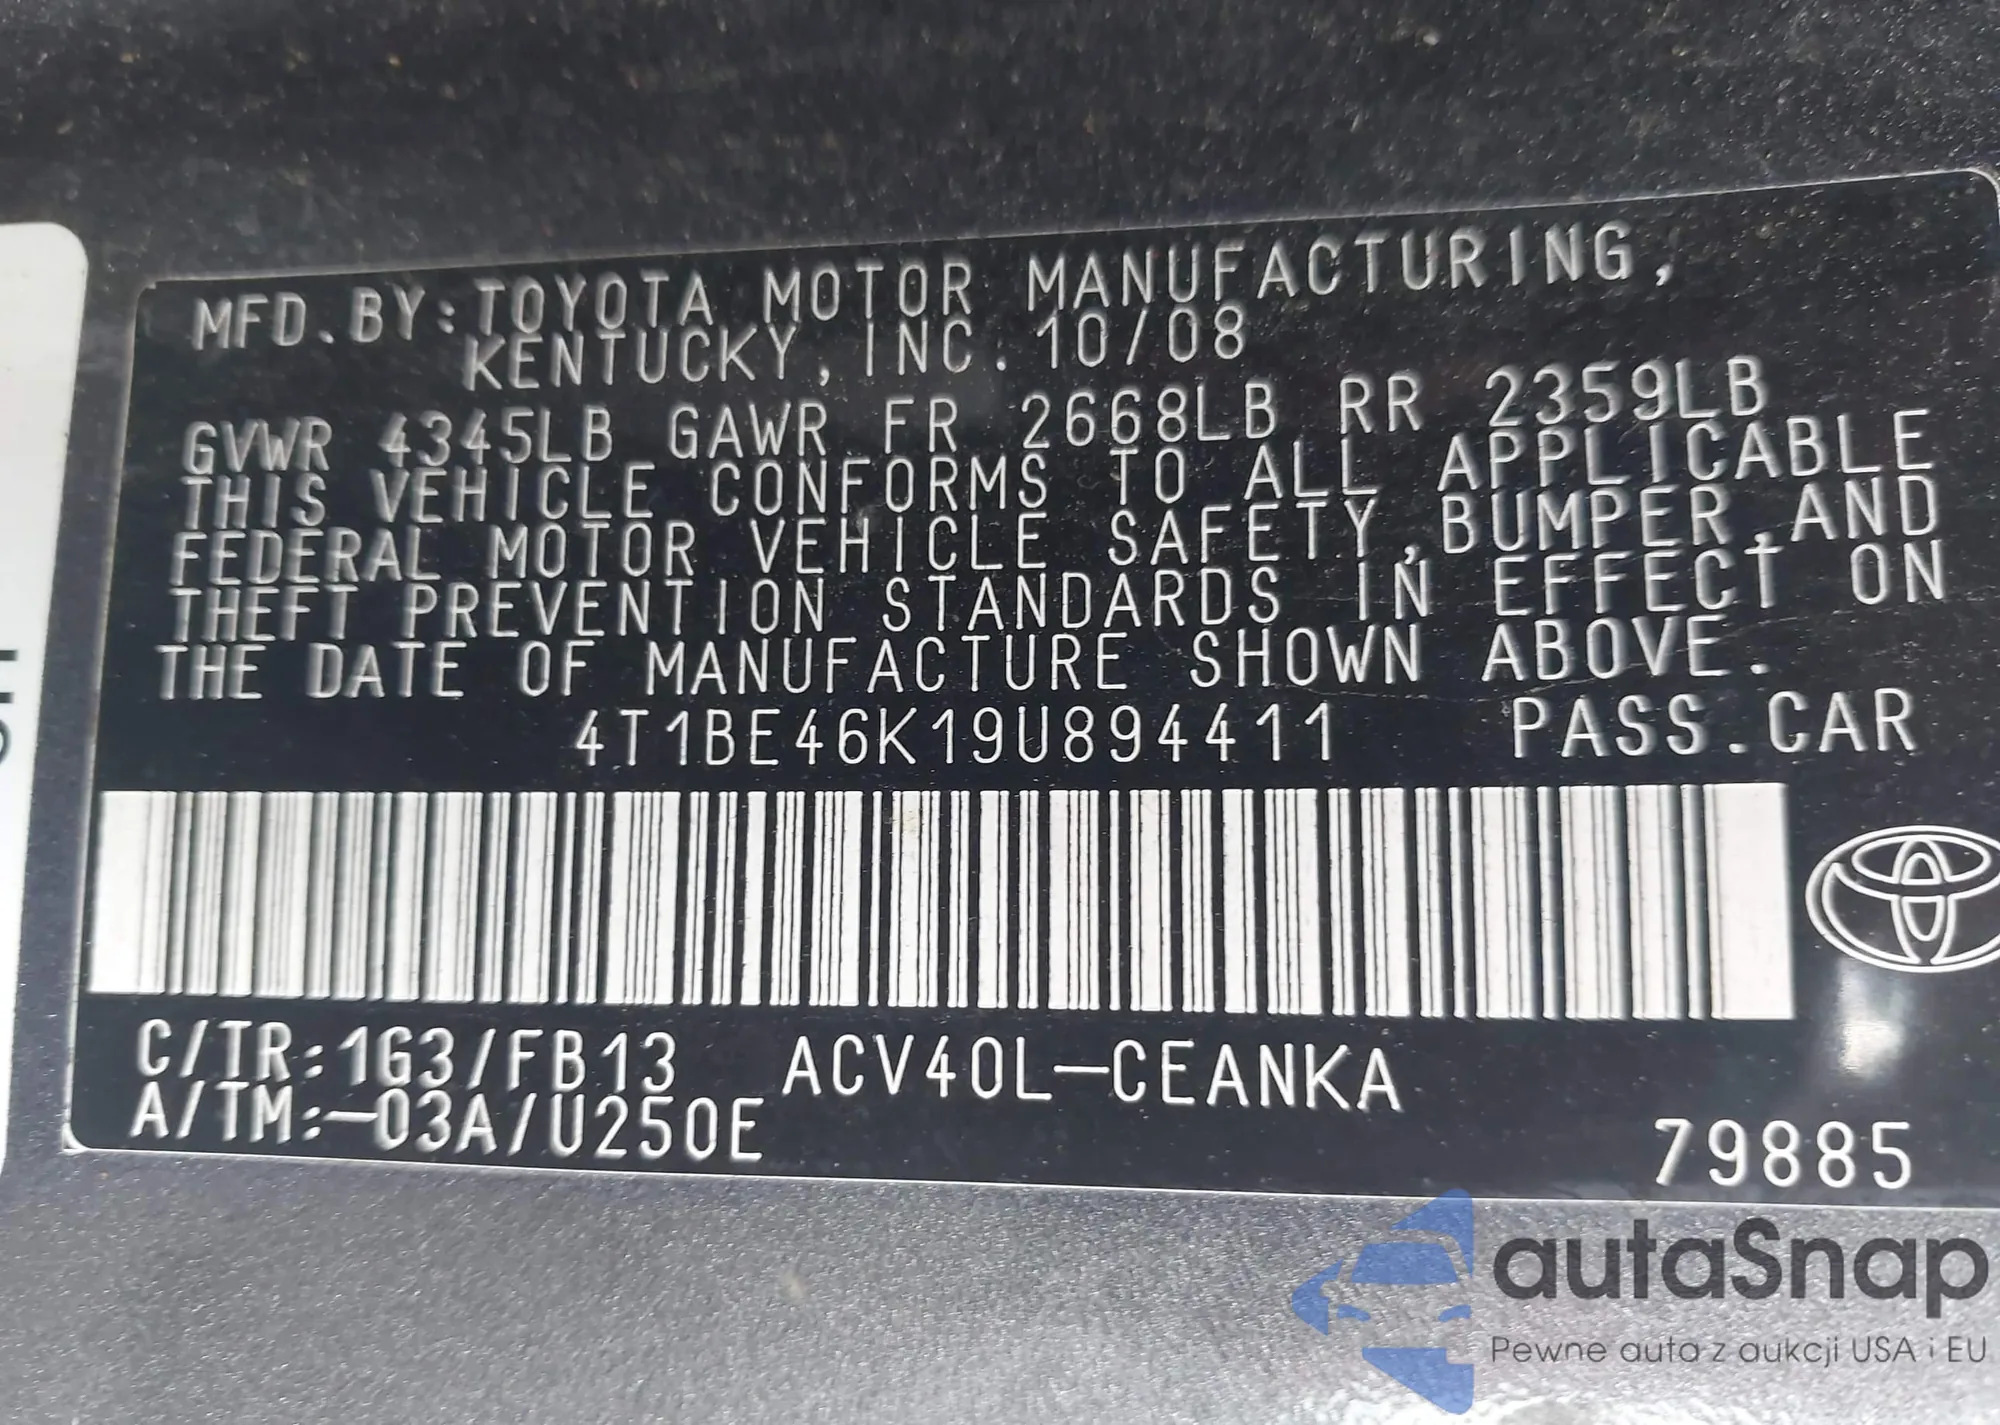 MFD.BY:TOYOTA MOTOR MANUFACTURING,
KENTUCKY, INC. 10/08
GVWR 4345LB GAWR FR 2668LB RR 2359LB
THIS VEHICLE CONFORMS TO ALL APPLICABLE
FEDERAL MOTOR VEHICLE SAFETY,BUMPER,AND
THEFT PREVENTION STANDARDS IN EFFECT ON
THE DATE OF MANUFACTURE SHOWN ABOVE.
4T1BE46K19U894411 PASS.CAR
C/TR:1G3/FB13 ACV40L-CEANKA
A/TM:-03A/U250E
79885
autaSnap
Pewne auta z aukcji USA i EU